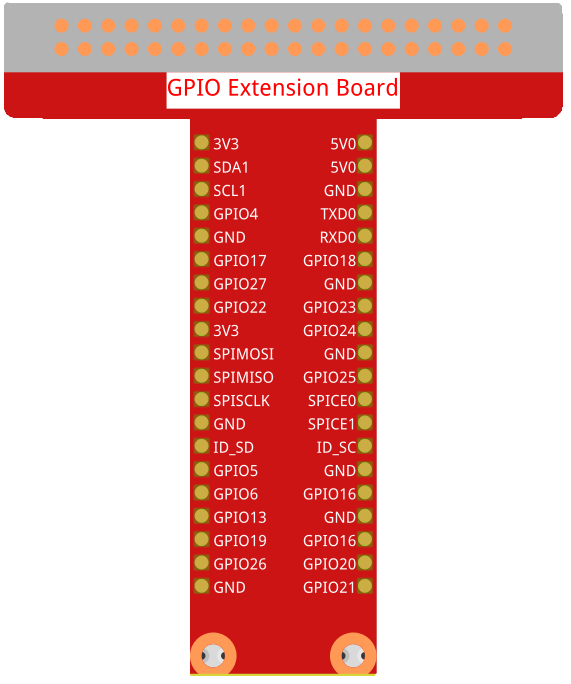 GPIO Extension Board
3V3 5V0
SDA1 5V0
SCL1 GND
GPIO4 TXD0
GND RXD0
GPIO17 GPIO18
GPIO27 GND
GPIO22 GPIO23
3V3 GPIO24
SPIMOSI GND
SPIMISO GPIO25
SPISCLK SPICE0
GND SPICE1
ID_SD ID_SC
GPIO5 GND
GPIO6 GPIO16
GPIO13 GND
GPIO19 GPIO16
GPIO26 GPIO20
GND GPIO21